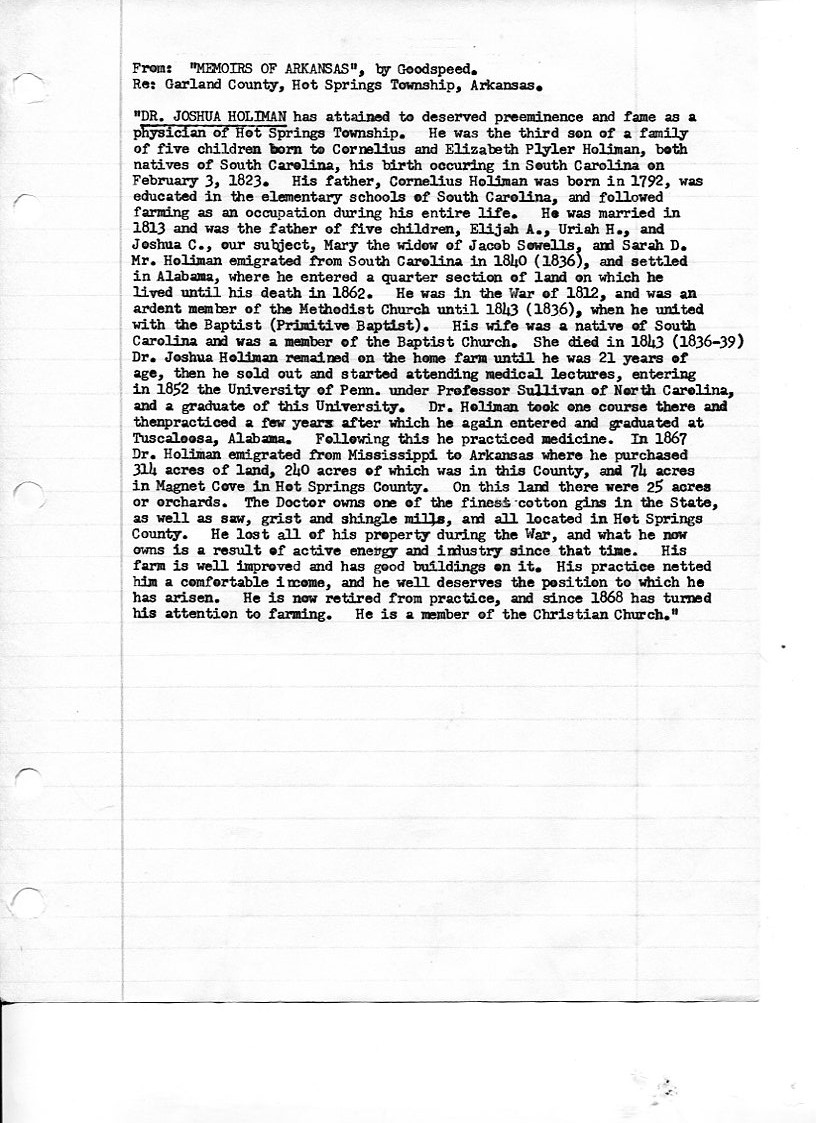 From: "MEMOIRS OF ARKANSAS", by Goodspeed.
Re: Garland County, Hot Springs Township, Arkansas.
"DR. JOSHUA HOLIMAN has attained to deserved preeminence and fame as a
physician of Hot Springs Township. He was the third son of a family
of five children born to Cornelius and Elizabeth Plyler Holiman, both
natives of South Carolina, his birth occuring in South Carolina on
February 3, 1823. His father, Cornelius Holiman was born in 1792, was
educated in the elementary schools of South Carolina, and followed
farming as an occupation during his entire life. He was married in
1813 and was the father of five children, Elijah A., Uriah H., and
Joshua C., our subject, Mary the widow of Jacob Sowells, and Sarah D.
Mr. Holiman emigrated from South Carolina in 1840 (1836), and settled
in Alabama, where he entered a quarter section of land on which he
lived until his death in 1862. He was in the War of 1812, and was an
ardent member of the Methodist Church until 1843 (1836), when he united
with the Baptist (Primitive Baptist). His wife was a native of South
Carolina and was a member of the Baptist Church. She died in 1843 (1836-39)
Dr. Joshua Holiman remained on the home farm until he was 21 years of
age, then he sold out and started attending medical lectures, entering
in 1852 the University of Penn. under Professor Sullivan of North Carolina,
and a graduate of this University. Dr. Holiman took one course there and
thenpracticed a few years after which he again entered and graduated at
Tuscaloosa, Alabama. Following this he practiced medicine. In 1867
Dr. Holiman emigrated from Mississippi to Arkansas where he purchased
314 acres of land, 240 acres of which was in this County, and 74 acres
in Magnet Cove in Hot Springs County. On this land there were 25 acres
or orchards. The Doctor owns one of the finest cotton gins in the State,
as well as saw, grist and shingle mills, and all located in Hot Springs
County. He lost all of his property during the War, and what he now
owns is a result of active energy and industry since that time. His
farm is well improved and has good buildings on it. His practice netted
him a comfortable income, and he well deserves the position to which he
has arisen. He is now retired from practice, and since 1868 has turned
his attention to farming. He is a member of the Christian Church."